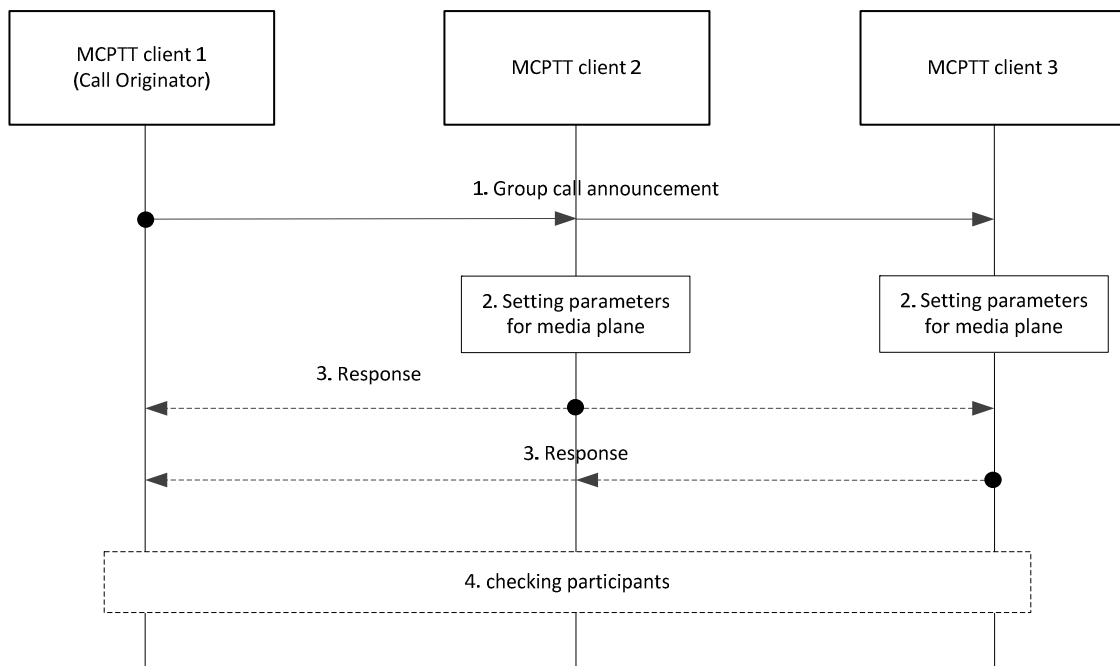 MCPTT client 1
(Call Originator)
MCPTT client 2
MCPTT client 3
1. Group call announcement
2. Setting parameters
for media plane
2. Setting parameters
for media plane
3. Response
3. Response
4. checking participants